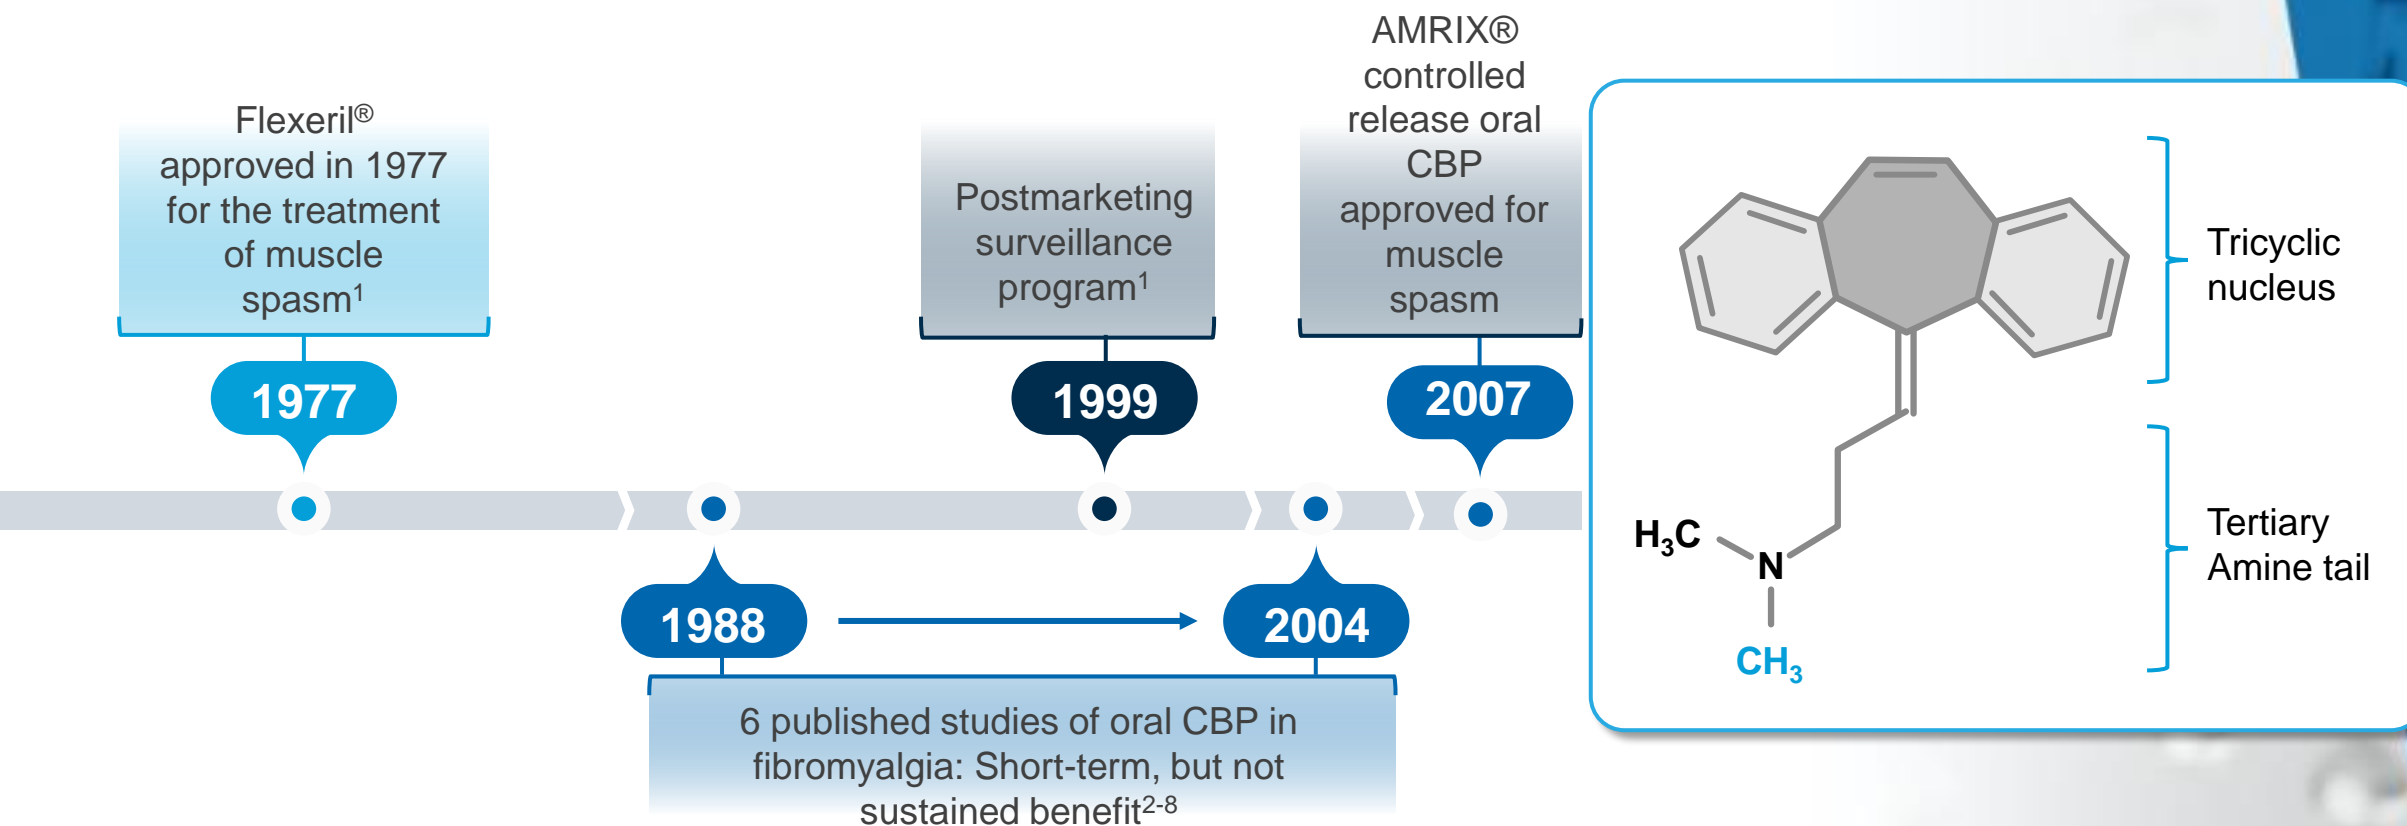 Flexeril®
approved in 1977
for the treatment
of muscle
spasm1
1977
Postmarketing
surveillance
program1
1999
AMRIX®
controlled
release oral
CBP
approved for
muscle
spasm
2007
1988
2004
6 published studies of oral CBP in
fibromyalgia: Short-term, but not
sustained benefit2-8
Tricyclic
nucleus
H3C
N
CH3
Tertiary
Amine tail